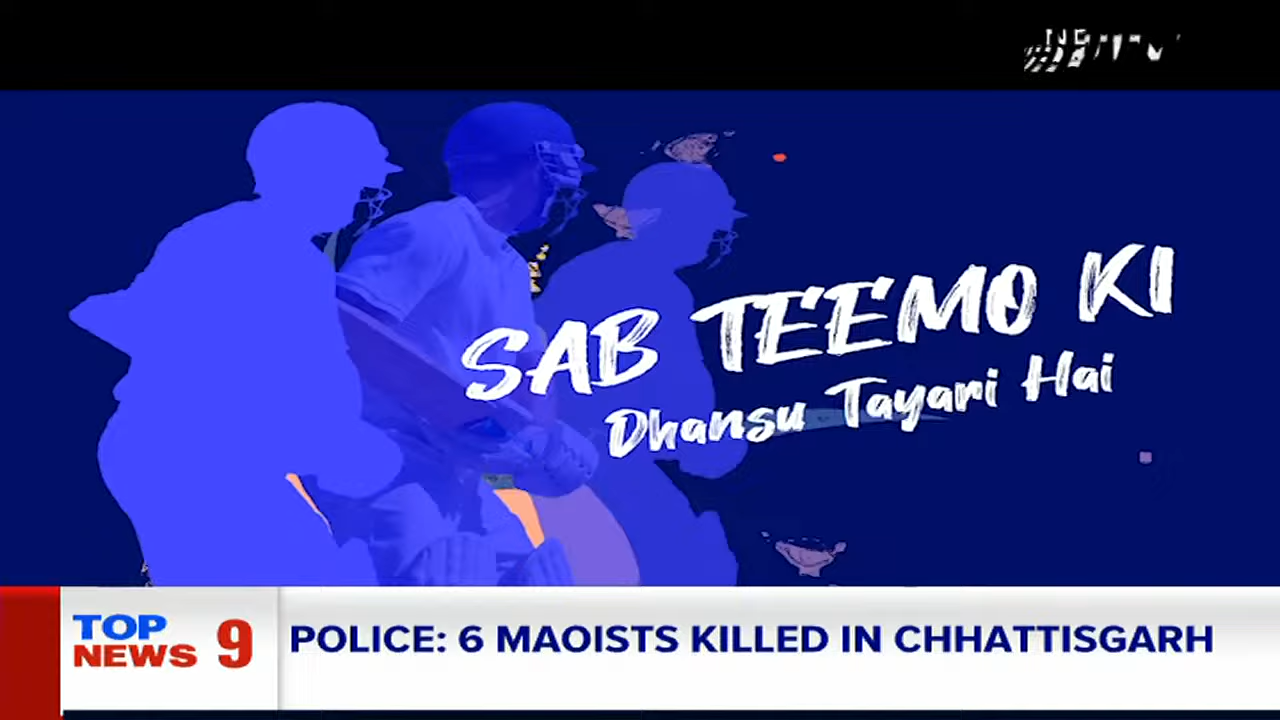 SAB TEEMO KI
Dhansu Tayari Hai
TOP
NEWS 9
POLICE: 6 MAOISTS KILLED IN CHHATTISGARH